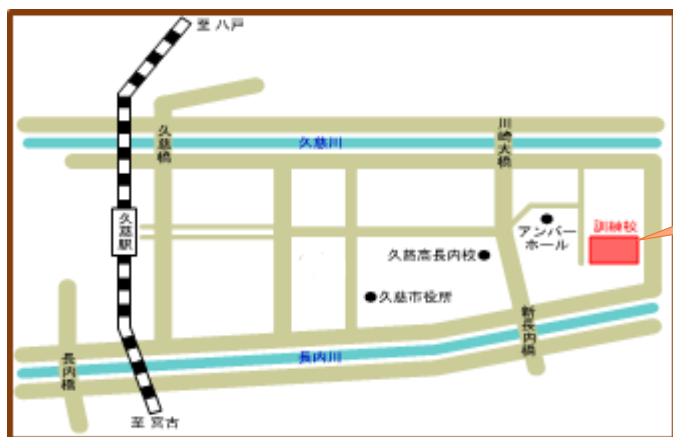 至 八戸
久慈橋
久慈川
川崎大橋
久慈駅
訓練校
アンバー
ホール
久慈高長内校
久慈市役所
新長内橋
長内橋
長内川
至 宮古